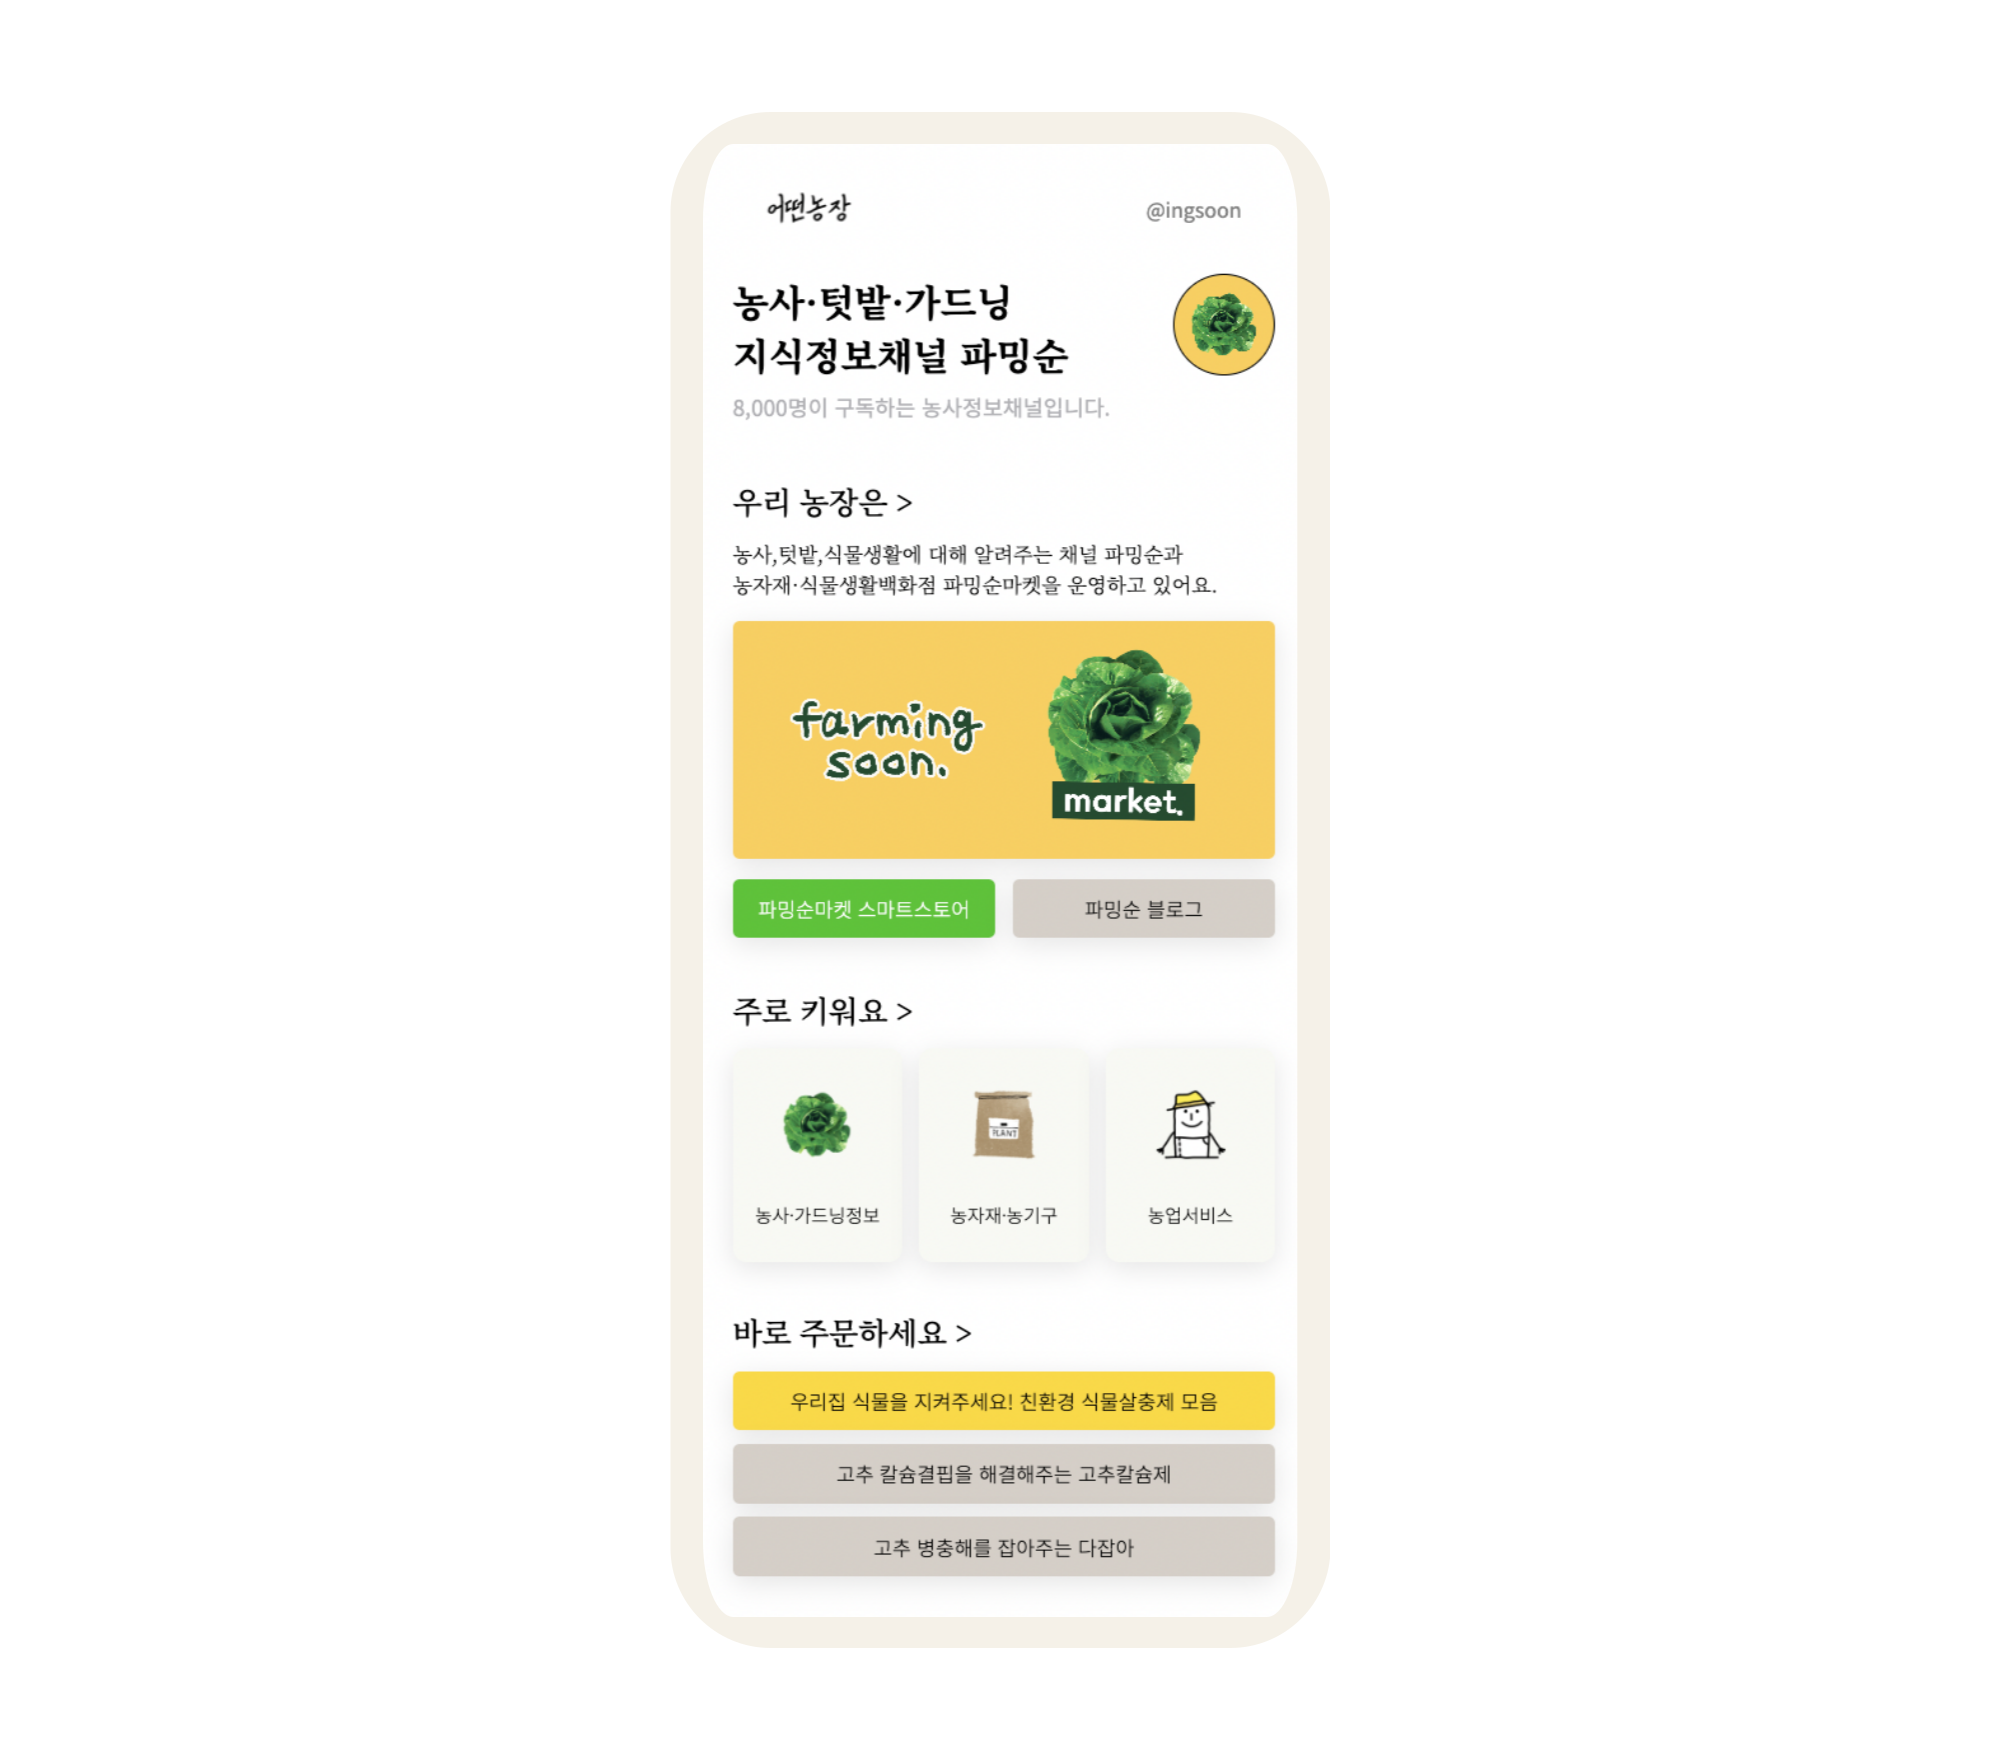 어떤농장
@ingsoon
농사·텃밭·가드닝
지식정보채널 파밍순
8,000명이 구독하는 농사정보채널입니다.
우리 농장은 >
농사,텃밭,식물생활에 대해 알려주는 채널 파밍순과
농자재·식물생활백화점 파밍순마켓을 운영하고 있어요.
farming
soon.
market.
파밍순마켓 스마트스토어
파밍순 블로그
주로 키워요 >
PLANT
농사·가드닝정보
농자재·농기구
농업서비스
바로 주문하세요 >
우리집 식물을 지켜주세요! 친환경 식물살충제 모음
고추 칼슘결핍을 해결해주는 고추칼슘제
고추 병충해를 잡아주는 다잡아